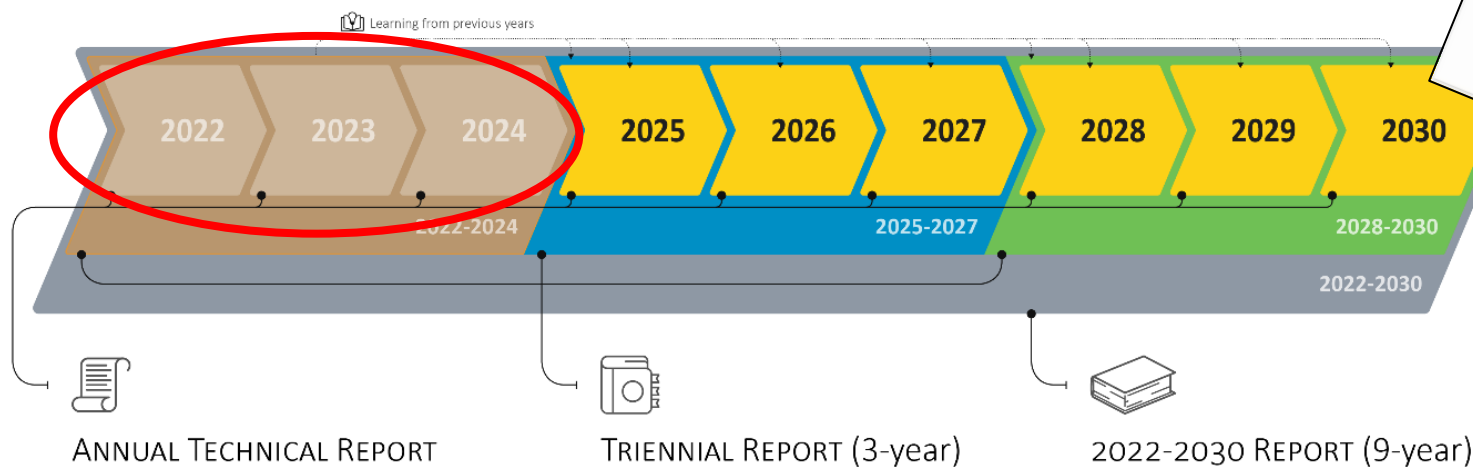 Learning from previous years
2022 2023 2024 2025 2026 2027 2028 2029 2030
2022-2024 2025-2027 2028-2030
2022-2030
ANNUAL TECHNICAL REPORT TRIENNIAL REPORT (3-year) 2022-2030 REPORT (9-year)